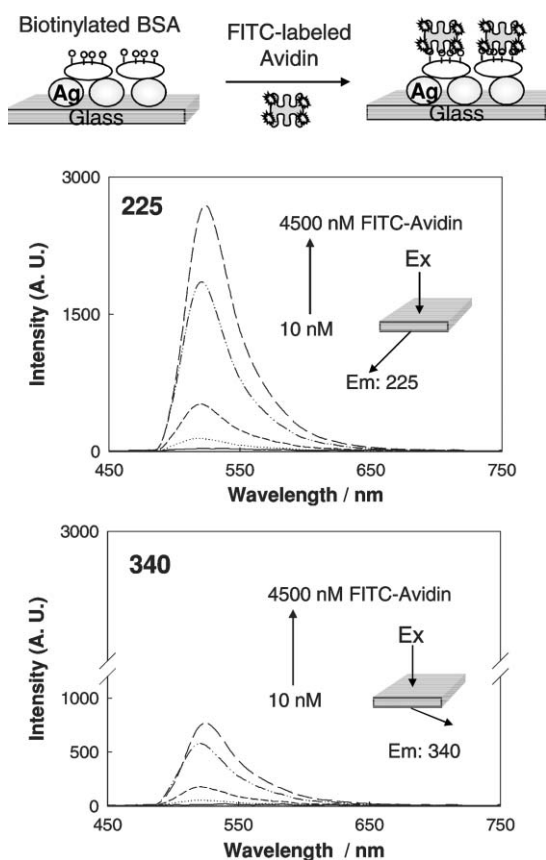 Biotinylated BSA
FITC-labeled
Avidin
Ag
Glass
Ag
Glass
225
3000
1500
0
450
550
650
750
Intensity (A. U.)
Wavelength / nm
4500 nM FITC-Avidin
10 nM
Ex
Em: 225
340
3000
1000
500
0
450
550
650
750
Intensity (A. U.)
Wavelength / nm
4500 nM FITC-Avidin
10 nM
Ex
Em: 340